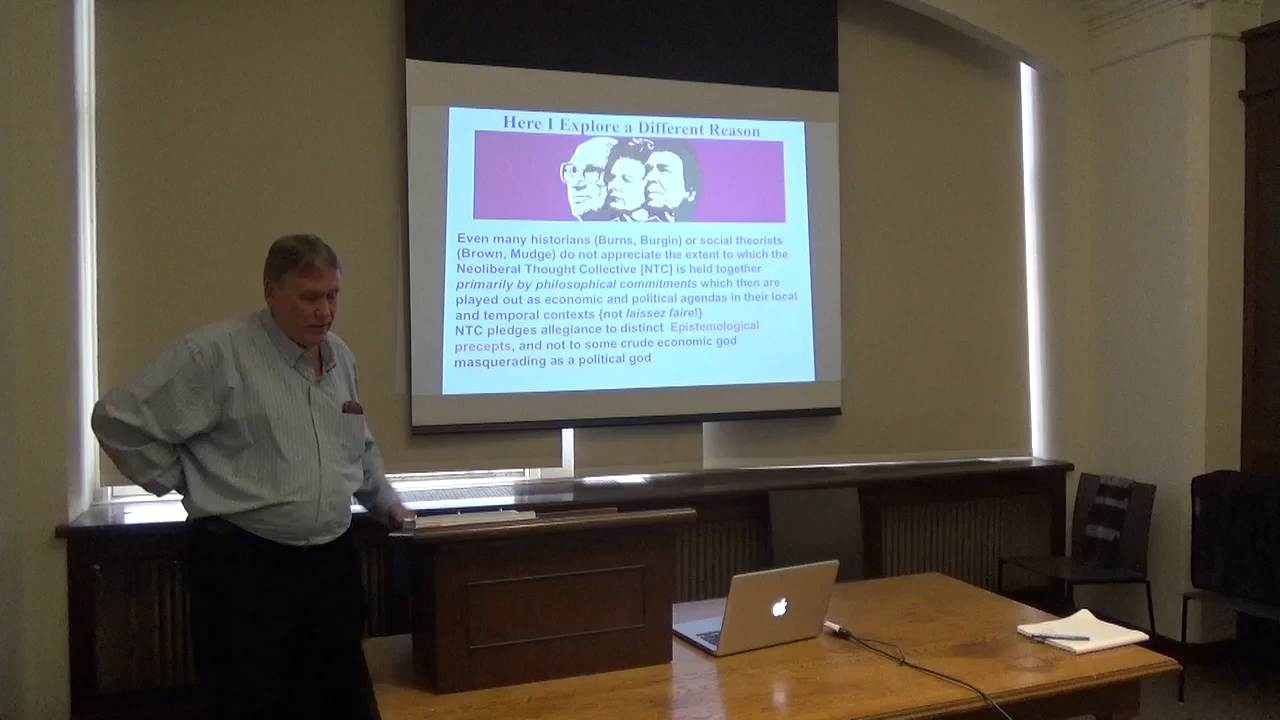 Here I Explore a Different Reason
Even many historians (Burns, Burgin) or social theorists
(Brown, Mudge) do not appreciate the extent to which the
Neoliberal Thought Collective [NTC] is held together
primarily by philosophical commitments which then are
played out as economic and political agendas in their local
and temporal contexts {not laissez faire!}
NTC pledges allegiance to distinct Epistemological
precepts, and not to some crude economic god
masquerading as a political god